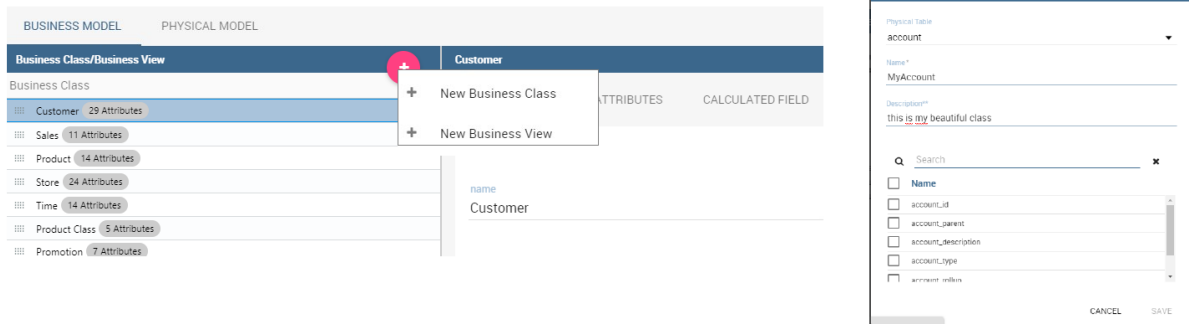 BUSINESS MODEL PHYSICAL MODEL
Business Class/Business View + Customer
Business Class
Customer 29 Attributes
Sales 11 Attributes
Product 14 Attributes
Store 24 Attributes
Time 14 Attributes
Product Class 5 Attributes
Promotion 7 Attributes
+ New Business Class
+ New Business View
TTRIBUTES CALCULATED FIELD
name
Customer
Physical Table
account
Name*
MyAccount
Description**
this is my beautiful class
Search
Name
account_id
account_parent
account_description
account_type
account_rollup
CANCEL SAVE